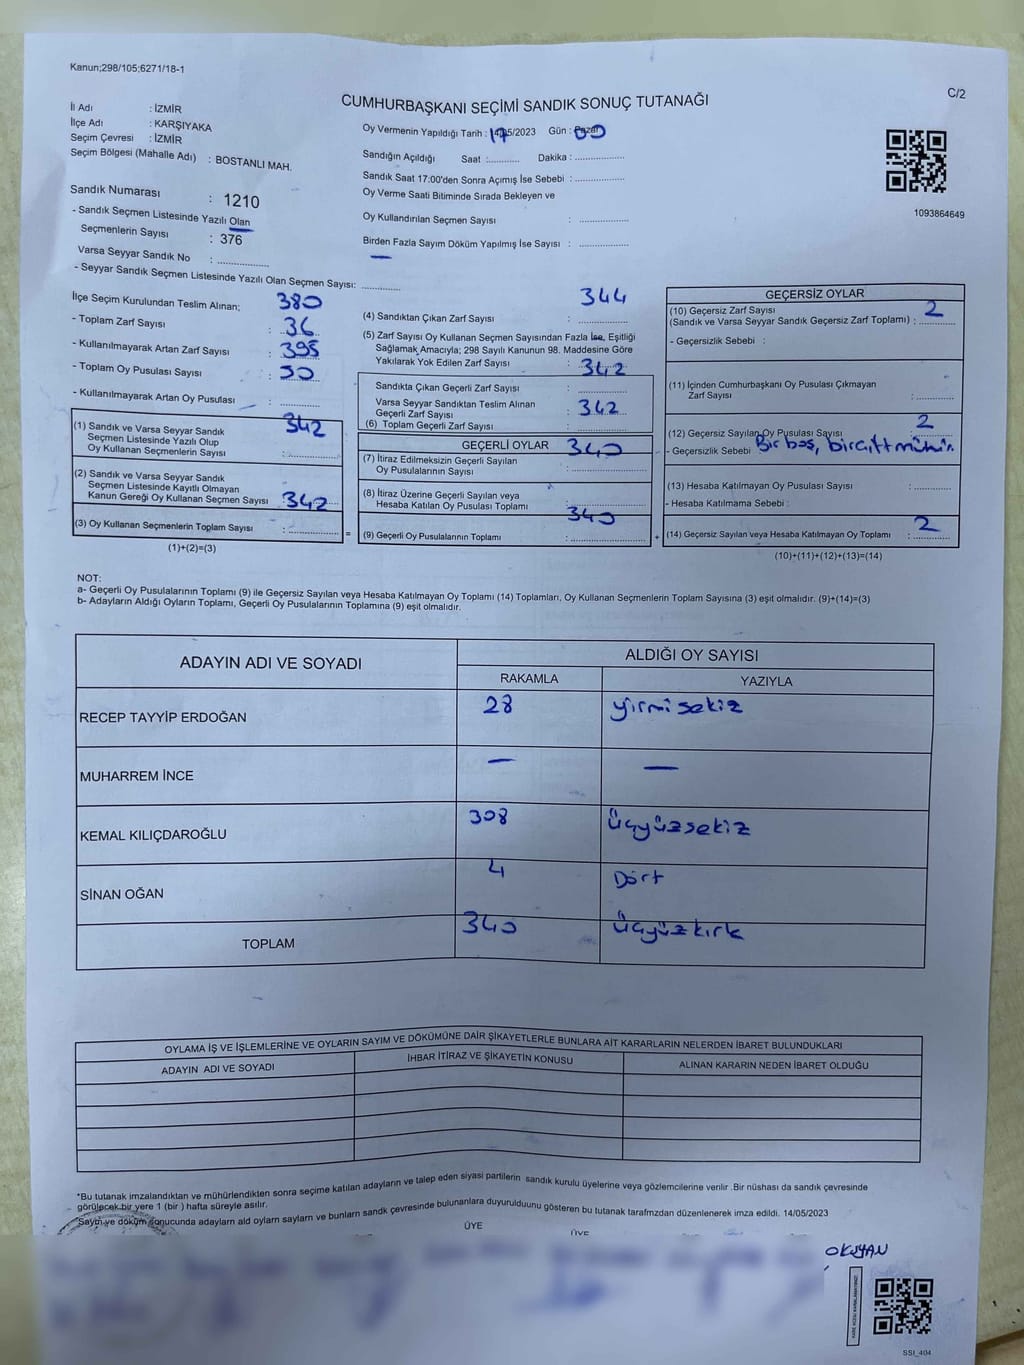 Kanun;298/105;6271/18-1
C/2
CUMHURBAŞKANI SEÇİMİ SANDIK SONUÇ TUTANAĞI
İl Adı : İZMİR
İlçe Adı : KARŞIYAKA
Seçim Çevresi : İZMİR
Seçim Bölgesi (Mahalle Adı) : BOSTANLI MAH.
Sandık Numarası : 1210
- Sandık Seçmen Listesinde Yazılı Olan
Seçmenlerin Sayısı : 376
Varsa Seyyar Sandık No : ..................
- Seyyar Sandık Seçmen Listesinde Yazılı Olan Seçmen Sayısı: .............
Oy Vermenin Yapıldığı Tarih : 14/05/2023 Gün : Pazar
17 00
Sandığın Açıldığı Saat :........... Dakika : .................
Sandık Saat 17:00'den Sonra Açımış İse Sebebi : .................
Oy Verme Saati Bitiminde Sırada Bekleyen ve
Oy Kullandırılan Seçmen Sayısı : .................
Birden Fazla Sayım Döküm Yapılmış İse Sayısı : .................
—
1093864649
İlçe Seçim Kurulundan Teslim Alınan; 380
- Toplam Zarf Sayısı : 36
- Kullanılmayarak Artan Zarf Sayısı : 395
- Toplam Oy Pusulası Sayısı : 50
- Kullanılmayarak Artan Oy Pusulası : .............
(1) Sandık ve Varsa Seyyar Sandık 342
Seçmen Listesinde Yazılı Olup
Oy Kullanan Seçmenlerin Sayısı : .................
(2) Sandık ve Varsa Seyyar Sandık
Seçmen Listesinde Kayıtlı Olmayan
Kanun Gereği Oy Kullanan Seçmen Sayısı : 342
(3) Oy Kullanan Seçmenlerin Toplam Sayısı : ................. =
(1)+(2)=(3)
344
(4) Sandıktan Çıkan Zarf Sayısı : .................
(5) Zarf Sayısı Oy Kullanan Seçmen Sayısından Fazla İse, Eşitliği
Sağlamak Amacıyla; 298 Sayılı Kanunun 98. Maddesine Göre
Yakılarak Yok Edilen Zarf Sayısı : 342
Sandıkta Çıkan Geçerli Zarf Sayısı : .................
Varsa Seyyar Sandıktan Teslim Alınan
Geçerli Zarf Sayısı : 342
(6) Toplam Geçerli Zarf Sayısı : .................
GEÇERLİ OYLAR 340
(7) İtiraz Edilmeksizin Geçerli Sayılan
Oy Pusulalarının Sayısı : .................
(8) İtiraz Üzerine Geçerli Sayılan veya
Hesaba Katılan Oy Pusulası Toplamı : .................
340
(9) Geçerli Oy Pusulalarının Toplamı : ................. +
GEÇERSİZ OYLAR
(10) Geçersiz Zarf Sayısı 2
(Sandık ve Varsa Seyyar Sandık Geçersiz Zarf Toplamı) : .............
- Geçersizlik Sebebi :
(11) İçinden Cumhurbaşkanı Oy Pusulası Çıkmayan
Zarf Sayısı : .............
(12) Geçersiz Sayılan Oy Pusulası Sayısı 2
- Geçersizlik Sebebi Bir boş, bir çift mühür
(13) Hesaba Katılmayan Oy Pusulası Sayısı : .............
- Hesaba Katılmama Sebebi :
(14) Geçersiz Sayılan veya Hesaba Katılmayan Oy Toplamı : 2
(10)+(11)+(12)+(13)=(14)
NOT:
a- Geçerli Oy Pusulalarının Toplamı (9) ile Geçersiz Sayılan veya Hesaba Katılmayan Oy Toplamı (14) Toplamları, Oy Kullanan Seçmenlerin Toplam Sayısına (3) eşit olmalıdır. (9)+(14)=(3)
b- Adayların Aldığı Oyların Toplamı, Geçerli Oy Pusulalarının Toplamına (9) eşit olmalıdır.
ADAYIN ADI VE SOYADI ALDIĞI OY SAYISI
RAKAMLA YAZIYLA
RECEP TAYYİP ERDOĞAN 28 yirmisekiz
MUHARREM İNCE — —
KEMAL KILIÇDAROĞLU 308 üçyüzsekiz
SİNAN OĞAN 4 Dört
TOPLAM 340 üçyüzkırk
OYLAMA İŞ VE İŞLEMLERİNE VE OYLARIN SAYIM VE DÖKÜMÜNE DAİR ŞİKAYETLERLE BUNLARA AİT KARARLARIN NELERDEN İBARET BULUNDUKLARI
ADAYIN ADI VE SOYADI İHBAR İTİRAZ VE ŞİKAYETİN KONUSU ALINAN KARARIN NEDEN İBARET OLDUĞU
*Bu tutanak imzalandıktan ve mühürlendikten sonra seçime katılan adayların ve talep eden siyasi partilerin sandık kurulu üyelerine veya gözlemcilerine verilir .Bir nüshası da sandık çevresinde
görülecek bir yere 1 (bir ) hafta süreyle asılır.
Sayım ve döküm sonucunda adayların ald oyların sayların ve bunların sandk çevresinde bulunanlara duyurulduunu gösteren bu tutanak tarafmzdan düzenlenerek imza edildi. 14/05/2023
ÜYE
ÜYE
OKUYAN
SSI_404